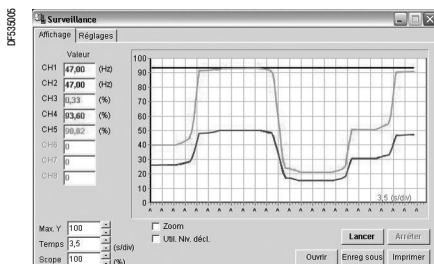 DF535005
Surveillance
Affichage Réglages
Valeur
CH1 47,00 (Hz)
CH2 47,00 (Hz)
CH3 0,33 (%)
CH4 93,60 (%)
CH5 90,82 (%)
CH6 0
CH7 0
CH8 0
100
90
80
70
60
50
40
30
20
10
0
3,5 (s/div)
Max. Y 100
Temps 3,5 (s/div)
Scope 100 (%)
Zoom
Util. Niv. décl.
Lancer Arrêter
Ouvrir Enreg sous Imprimer